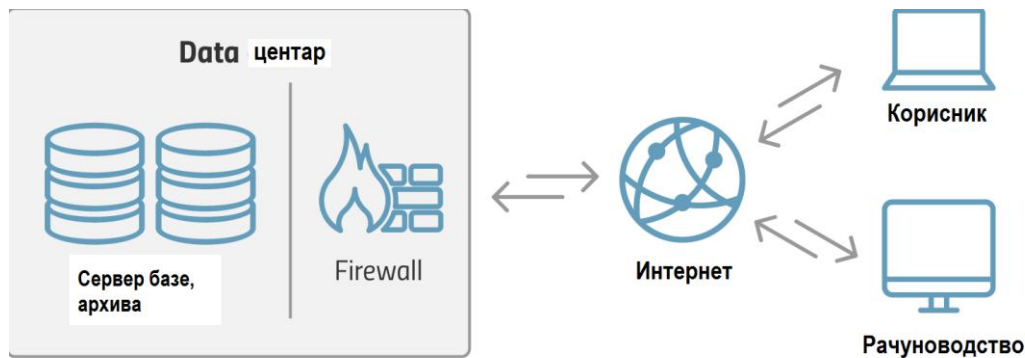 Data центар
Сервер базе,
архива
Firewall
Интернет
Корисник
Рачуноводство